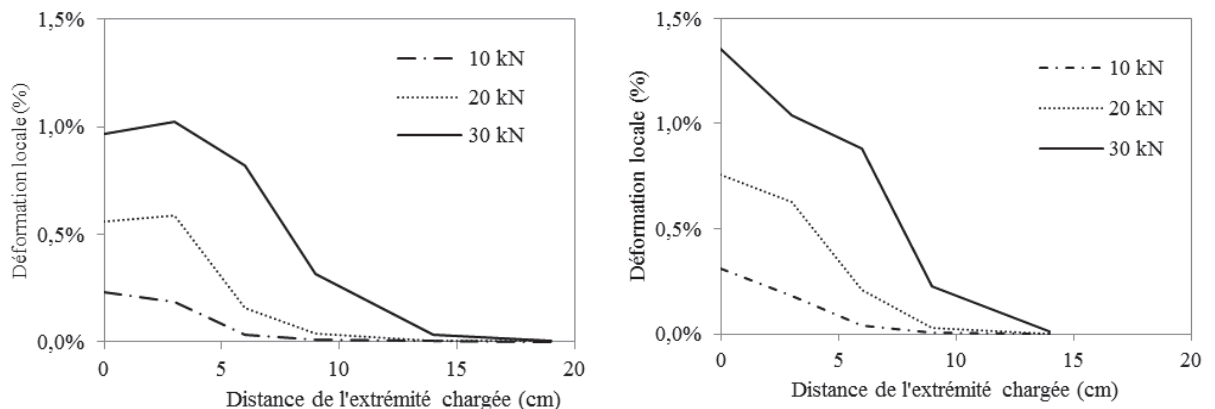 Déformation locale (%)
1,5%
1,0%
0,5%
0,0%
10 kN
20 kN
30 kN
0
5
10
15
20
Distance de l'extrémité chargée (cm)
Déformation locale (%)
1,5%
1,0%
0,5%
0,0%
10 kN
20 kN
30 kN
0
5
10
15
20
Distance de l'extrémité chargée (cm)